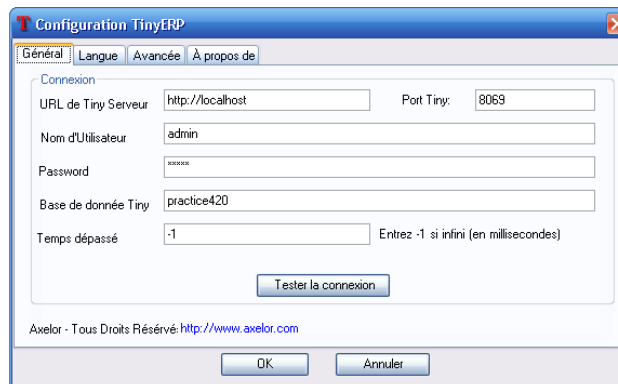 Configuration TinyERP
Général Langue Avancée À propos de
Connexion
URL de Tiny Serveur http://localhost Port Tiny: 8069
Nom d'Utilisateur admin
Password xxxxx
Base de donnée Tiny practice420
Temps dépassé -1 Entrez -1 si infini (en millisecondes)
Tester la connexion
Axelor - Tous Droits Résérvé: http://www.axelor.com
OK Annuler